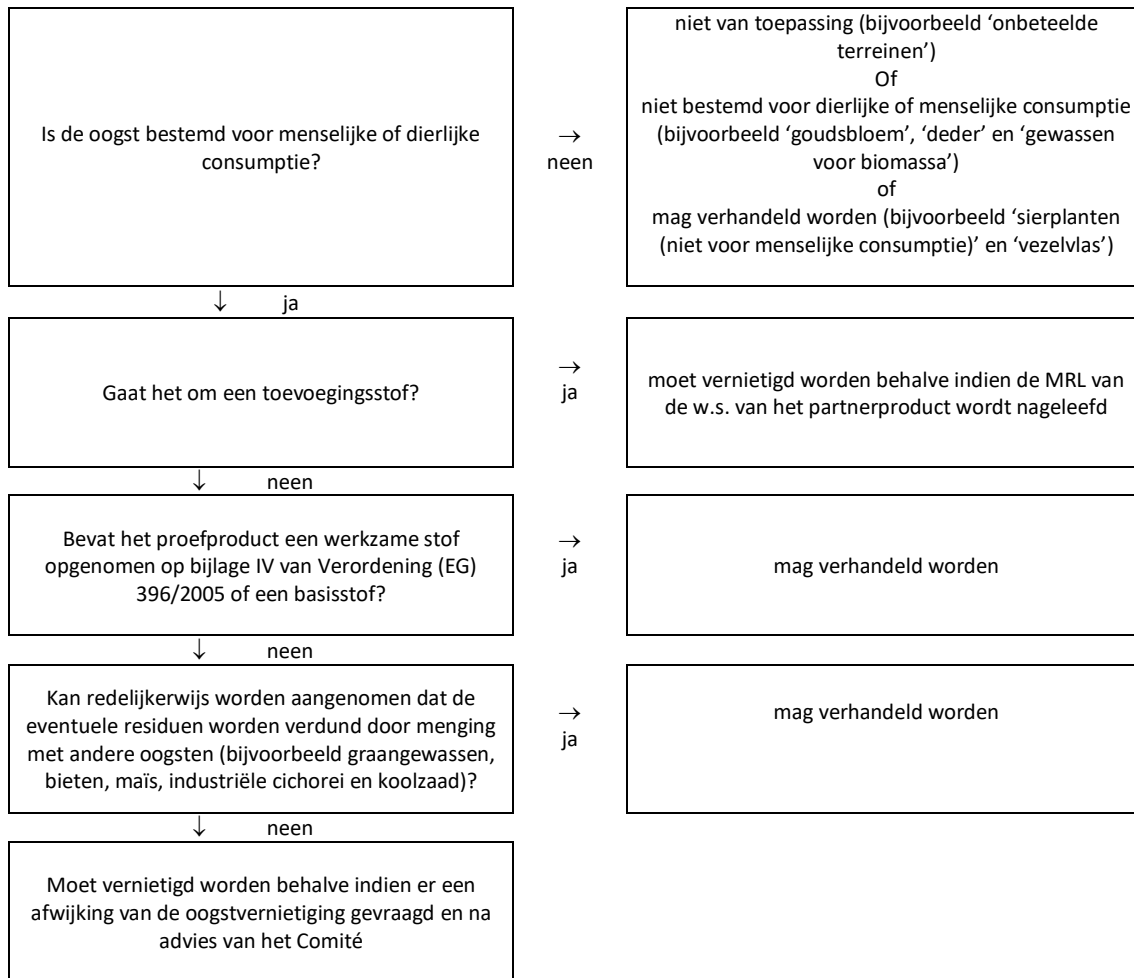 Is de oogst bestemd voor menselijke of dierlijke
consumptie?
→
neen
niet van toepassing (bijvoorbeeld ‘onbeteelde
terreinen’)
Of
niet bestemd voor dierlijke of menselijke consumptie
(bijvoorbeeld ‘goudsbloem’, ‘deder’ en ‘gewassen
voor biomassa’)
of
mag verhandeld worden (bijvoorbeeld ‘sierplanten
(niet voor menselijke consumptie)’ en ‘vezelvlas’)
↓ ja
Gaat het om een toevoegingsstof?
→
ja
moet vernietigd worden behalve indien de MRL van
de w.s. van het partnerproduct wordt nageleefd
↓ neen
Bevat het proefproduct een werkzame stof
opgenomen op bijlage IV van Verordening (EG)
396/2005 of een basisstof?
→
ja
mag verhandeld worden
↓ neen
Kan redelijkerwijs worden aangenomen dat de
eventuele residuen worden verdund door menging
met andere oogsten (bijvoorbeeld graangewassen,
bieten, maïs, industriële cichorei en koolzaad)?
→
ja
mag verhandeld worden
↓ neen
Moet vernietigd worden behalve indien er een
afwijking van de oogstvernietiging gevraagd en na
advies van het Comité